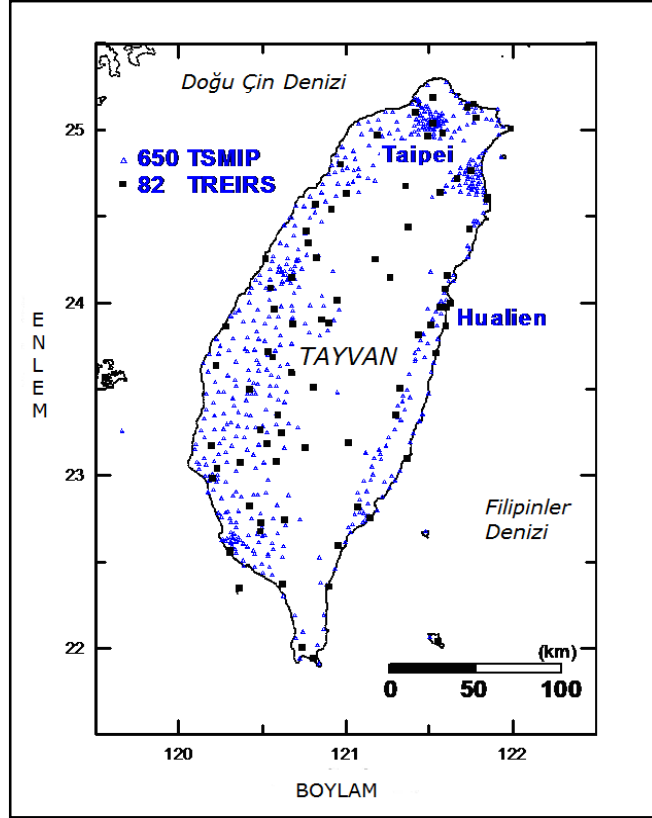 Doğu Çin Denizi
25
650 TSMIP
82 TREIRS
Taipei
24
Hualien
TAYVAN
ENLEM
23
Filipinler
Denizi
22
(km)
0 50 100
120 121 122
BOYLAM